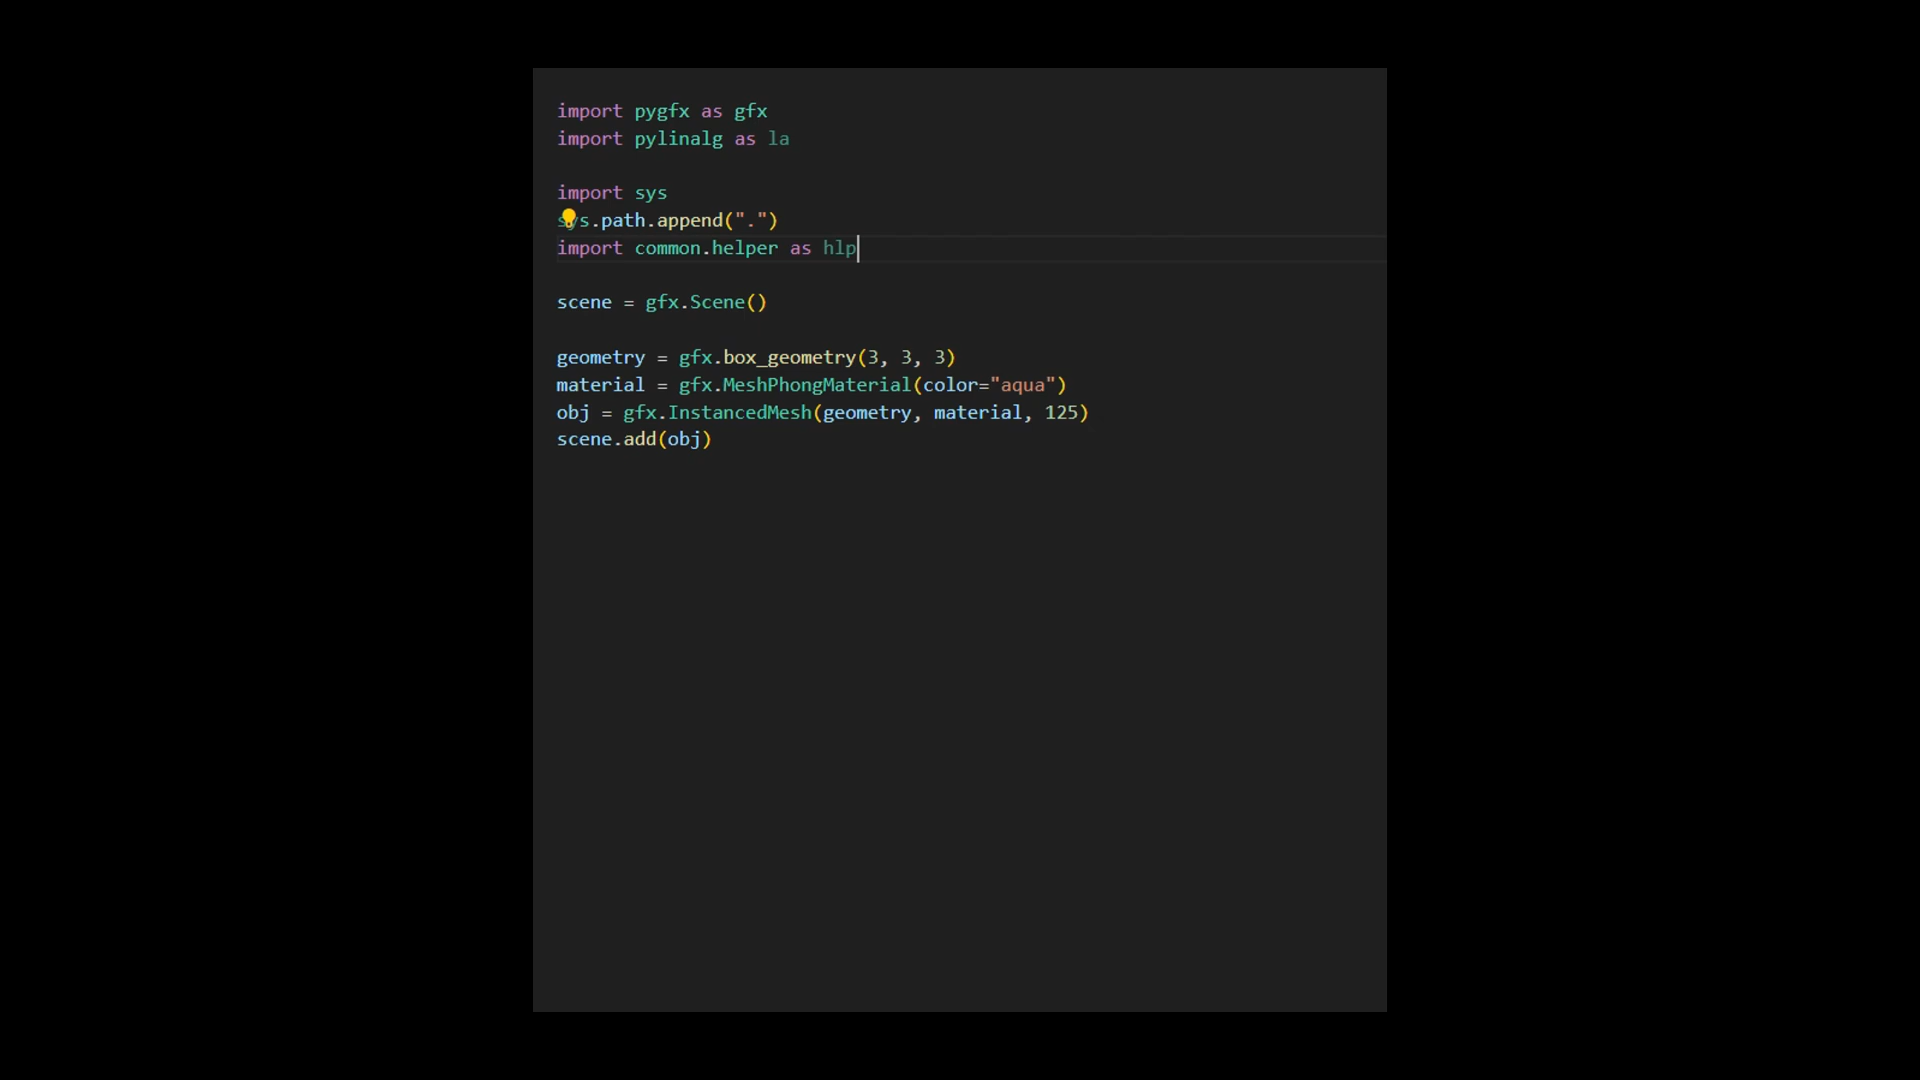 import pygfx as gfx
import pylinalg as la
import sys
sys.path.append(".")
import common.helper as hlp
scene = gfx.Scene()
geometry = gfx.box_geometry(3, 3, 3)
material = gfx.MeshPhongMaterial(color="aqua")
obj = gfx.InstancedMesh(geometry, material, 125)
scene.add(obj)